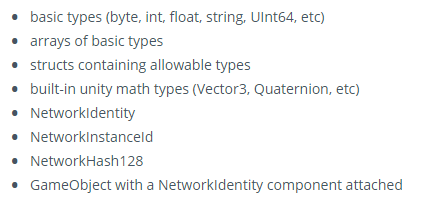 • basic types (byte, int, float, string, UInt64, etc)
• arrays of basic types
• structs containing allowable types
• built-in unity math types (Vector3, Quaternion, etc)
• NetworkIdentity
• NetworkInstanceId
• NetworkHash128
• GameObject with a NetworkIdentity component attached